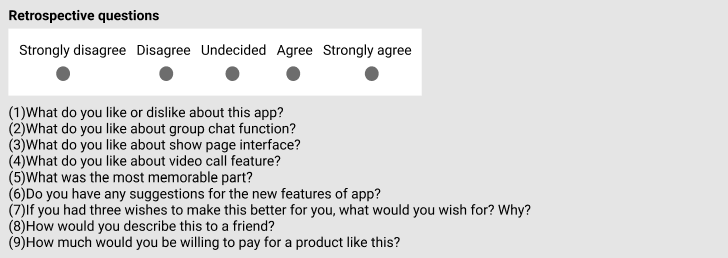 Retrospective questions
Strongly disagree Disagree Undecided Agree Strongly agree
(1)What do you like or dislike about this app?
(2)What do you like about group chat function?
(3)What do you like about show page interface?
(4)What do you like about video call feature?
(5)What was the most memorable part?
(6)Do you have any suggestions for the new features of app?
(7)If you had three wishes to make this better for you, what would you wish for? Why?
(8)How would you describe this to a friend?
(9)How much would you be willing to pay for a product like this?